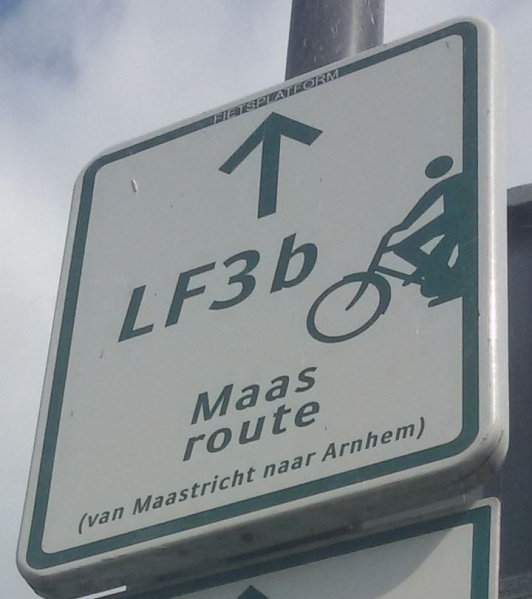 FIETSPLATFORM
LF3b
Maas
route
(van Maastricht naar Arnhem)